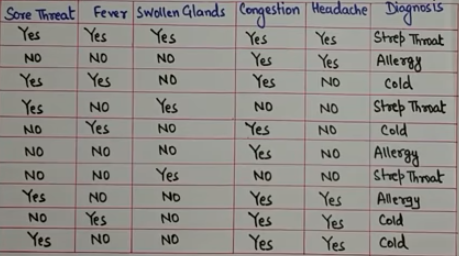 Sore Threat Fever Swollen Glands Congestion Headache Diagnosis
Yes Yes Yes Yes Yes Strep Throat
NO NO NO Yes Yes Allergy
Yes Yes NO Yes NO Cold
Yes NO Yes NO NO Strep Throat
NO Yes NO Yes NO Cold
NO NO NO Yes NO Allergy
NO NO Yes NO NO Strep Throat
Yes NO NO Yes Yes Allergy
NO Yes NO Yes Yes Cold
Yes NO NO Yes Yes Cold